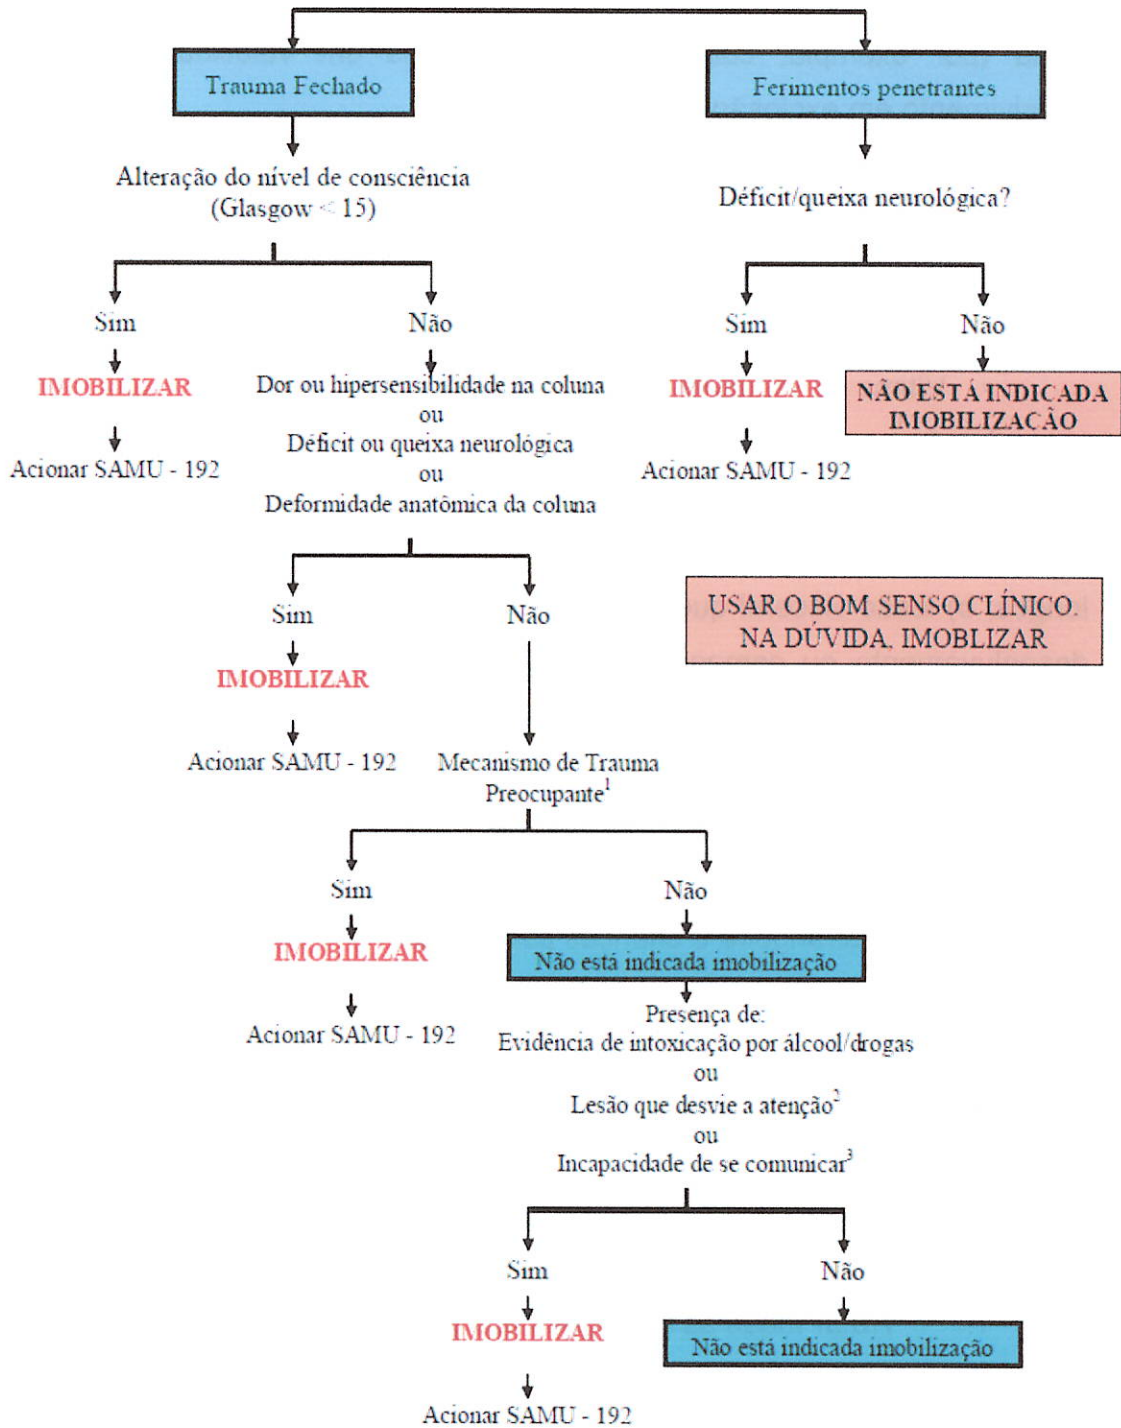 Trauma Fechado
Ferimentos penetrantes
Alteração do nível de consciência
(Glasgow < 15)
Déficit/queixa neurológica?
Sim
Não
Sim
Não
IMOBILIZAR
Dor ou hipersensibilidade na coluna
ou
Déficit ou queixa neurológica
ou
Deformidade anatômica da coluna
IMOBILIZAR
NÃO ESTÁ INDICADA
IMOBILIZACÃO
Acionar SAMU - 192
Acionar SAMU - 192
Sim
Não
USAR O BOM SENSO CLÍNICO.
NA DÚVIDA, IMOBLIZAR
IMOBILIZAR
Acionar SAMU - 192
Mecanismo de Trauma
Preocupante¹
Sim
Não
IMOBILIZAR
Não está indicada imobilização
Acionar SAMU - 192
Presença de:
Evidência de intoxicação por álcool/drogas
ou
Lesão que desvie a atenção²
ou
Incapacidade de se comunicar³
Sim
Não
IMOBILIZAR
Não está indicada imobilização
Acionar SAMU - 192